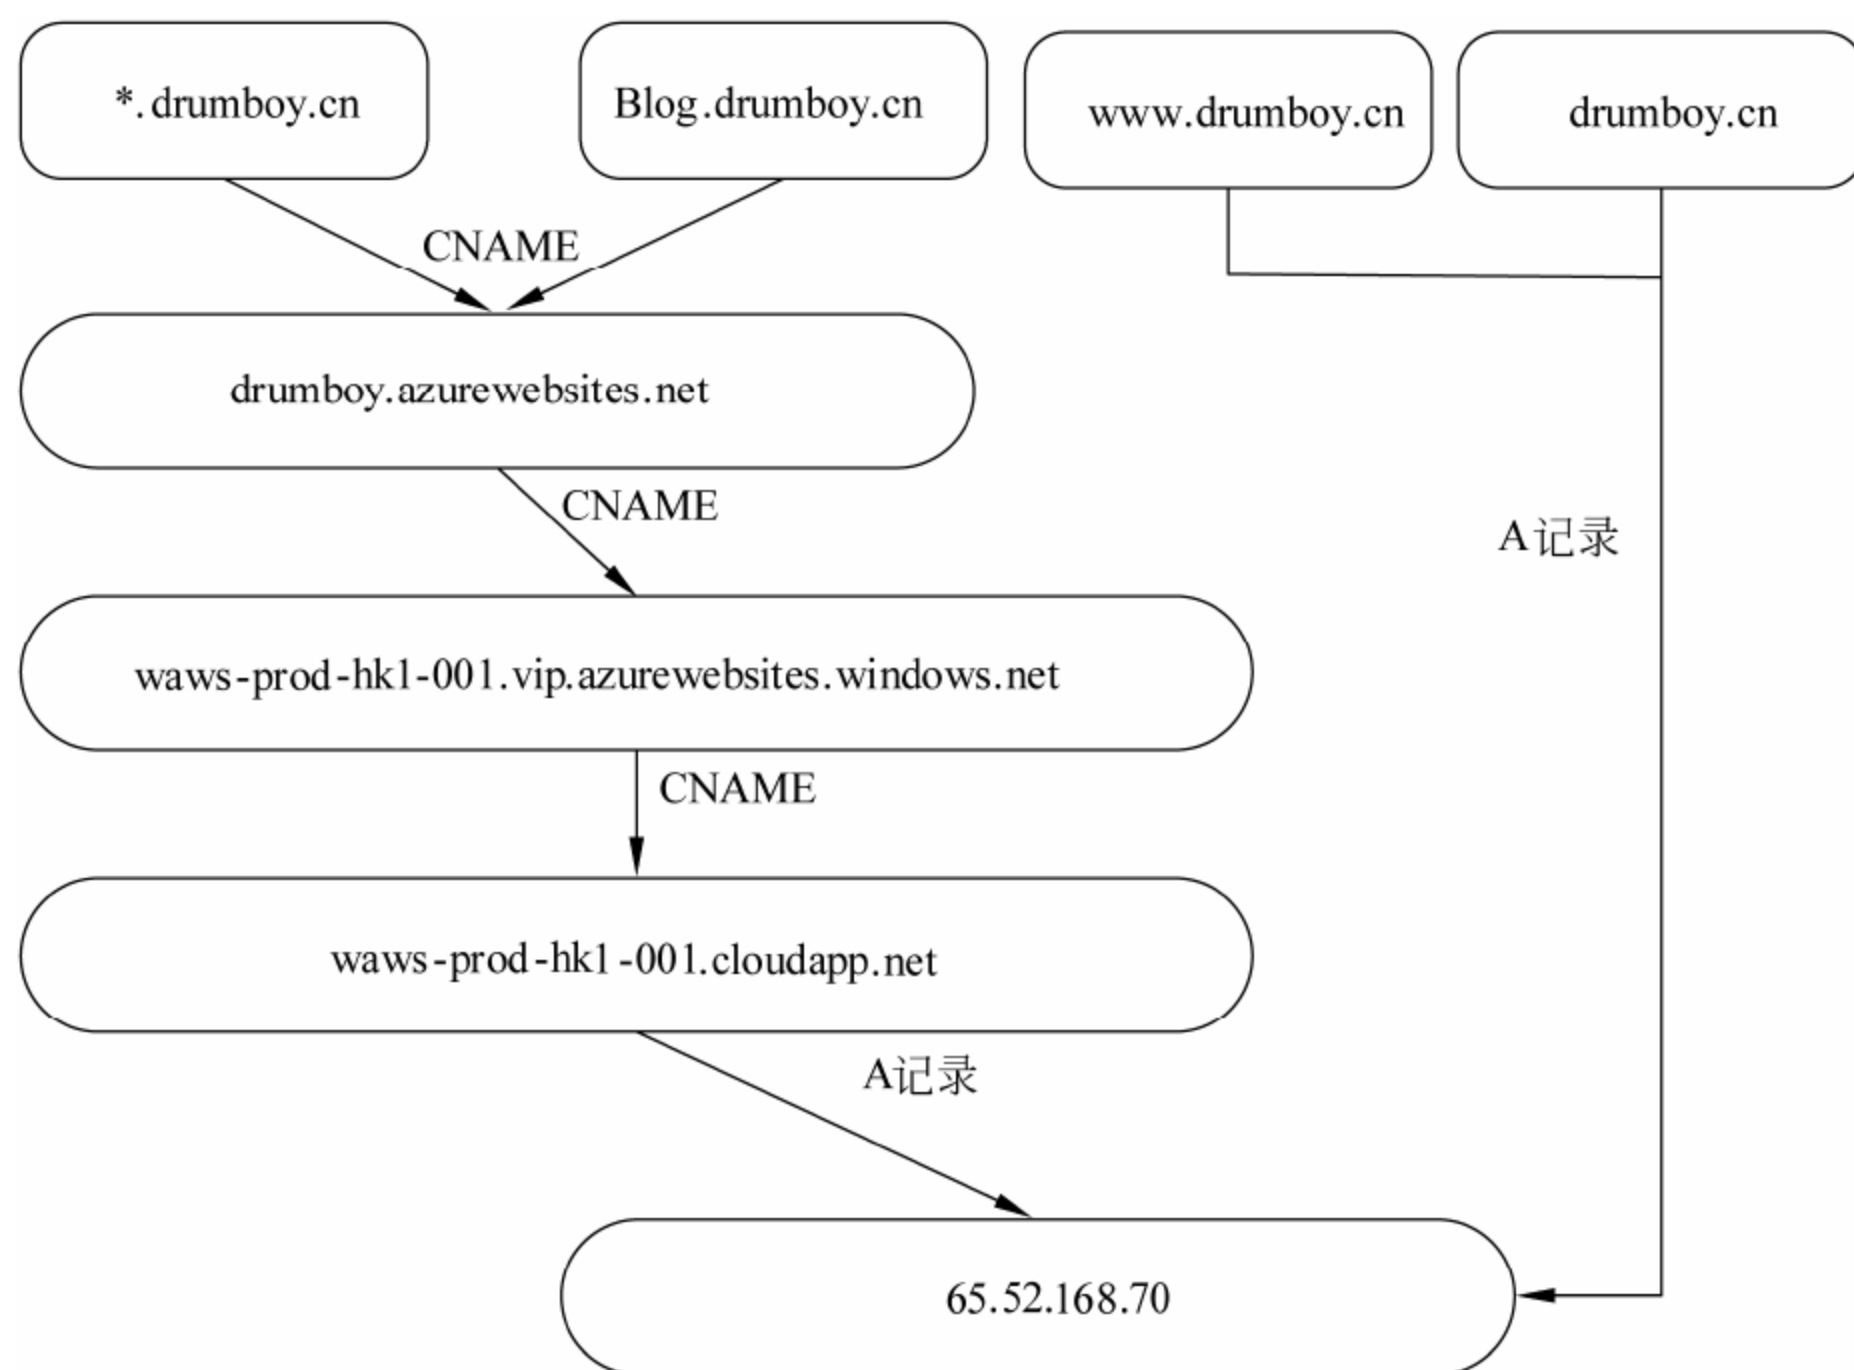 *.drumboy.cn
Blog.drumboy.cn
www.drumboy.cn
drumboy.cn
CNAME
drumboy.azurewebsites.net
CNAME
A记录
waws-prod-hk1-001.vip.azurewebsites.windows.net
CNAME
waws-prod-hk1-001.cloudapp.net
A记录
65.52.168.70